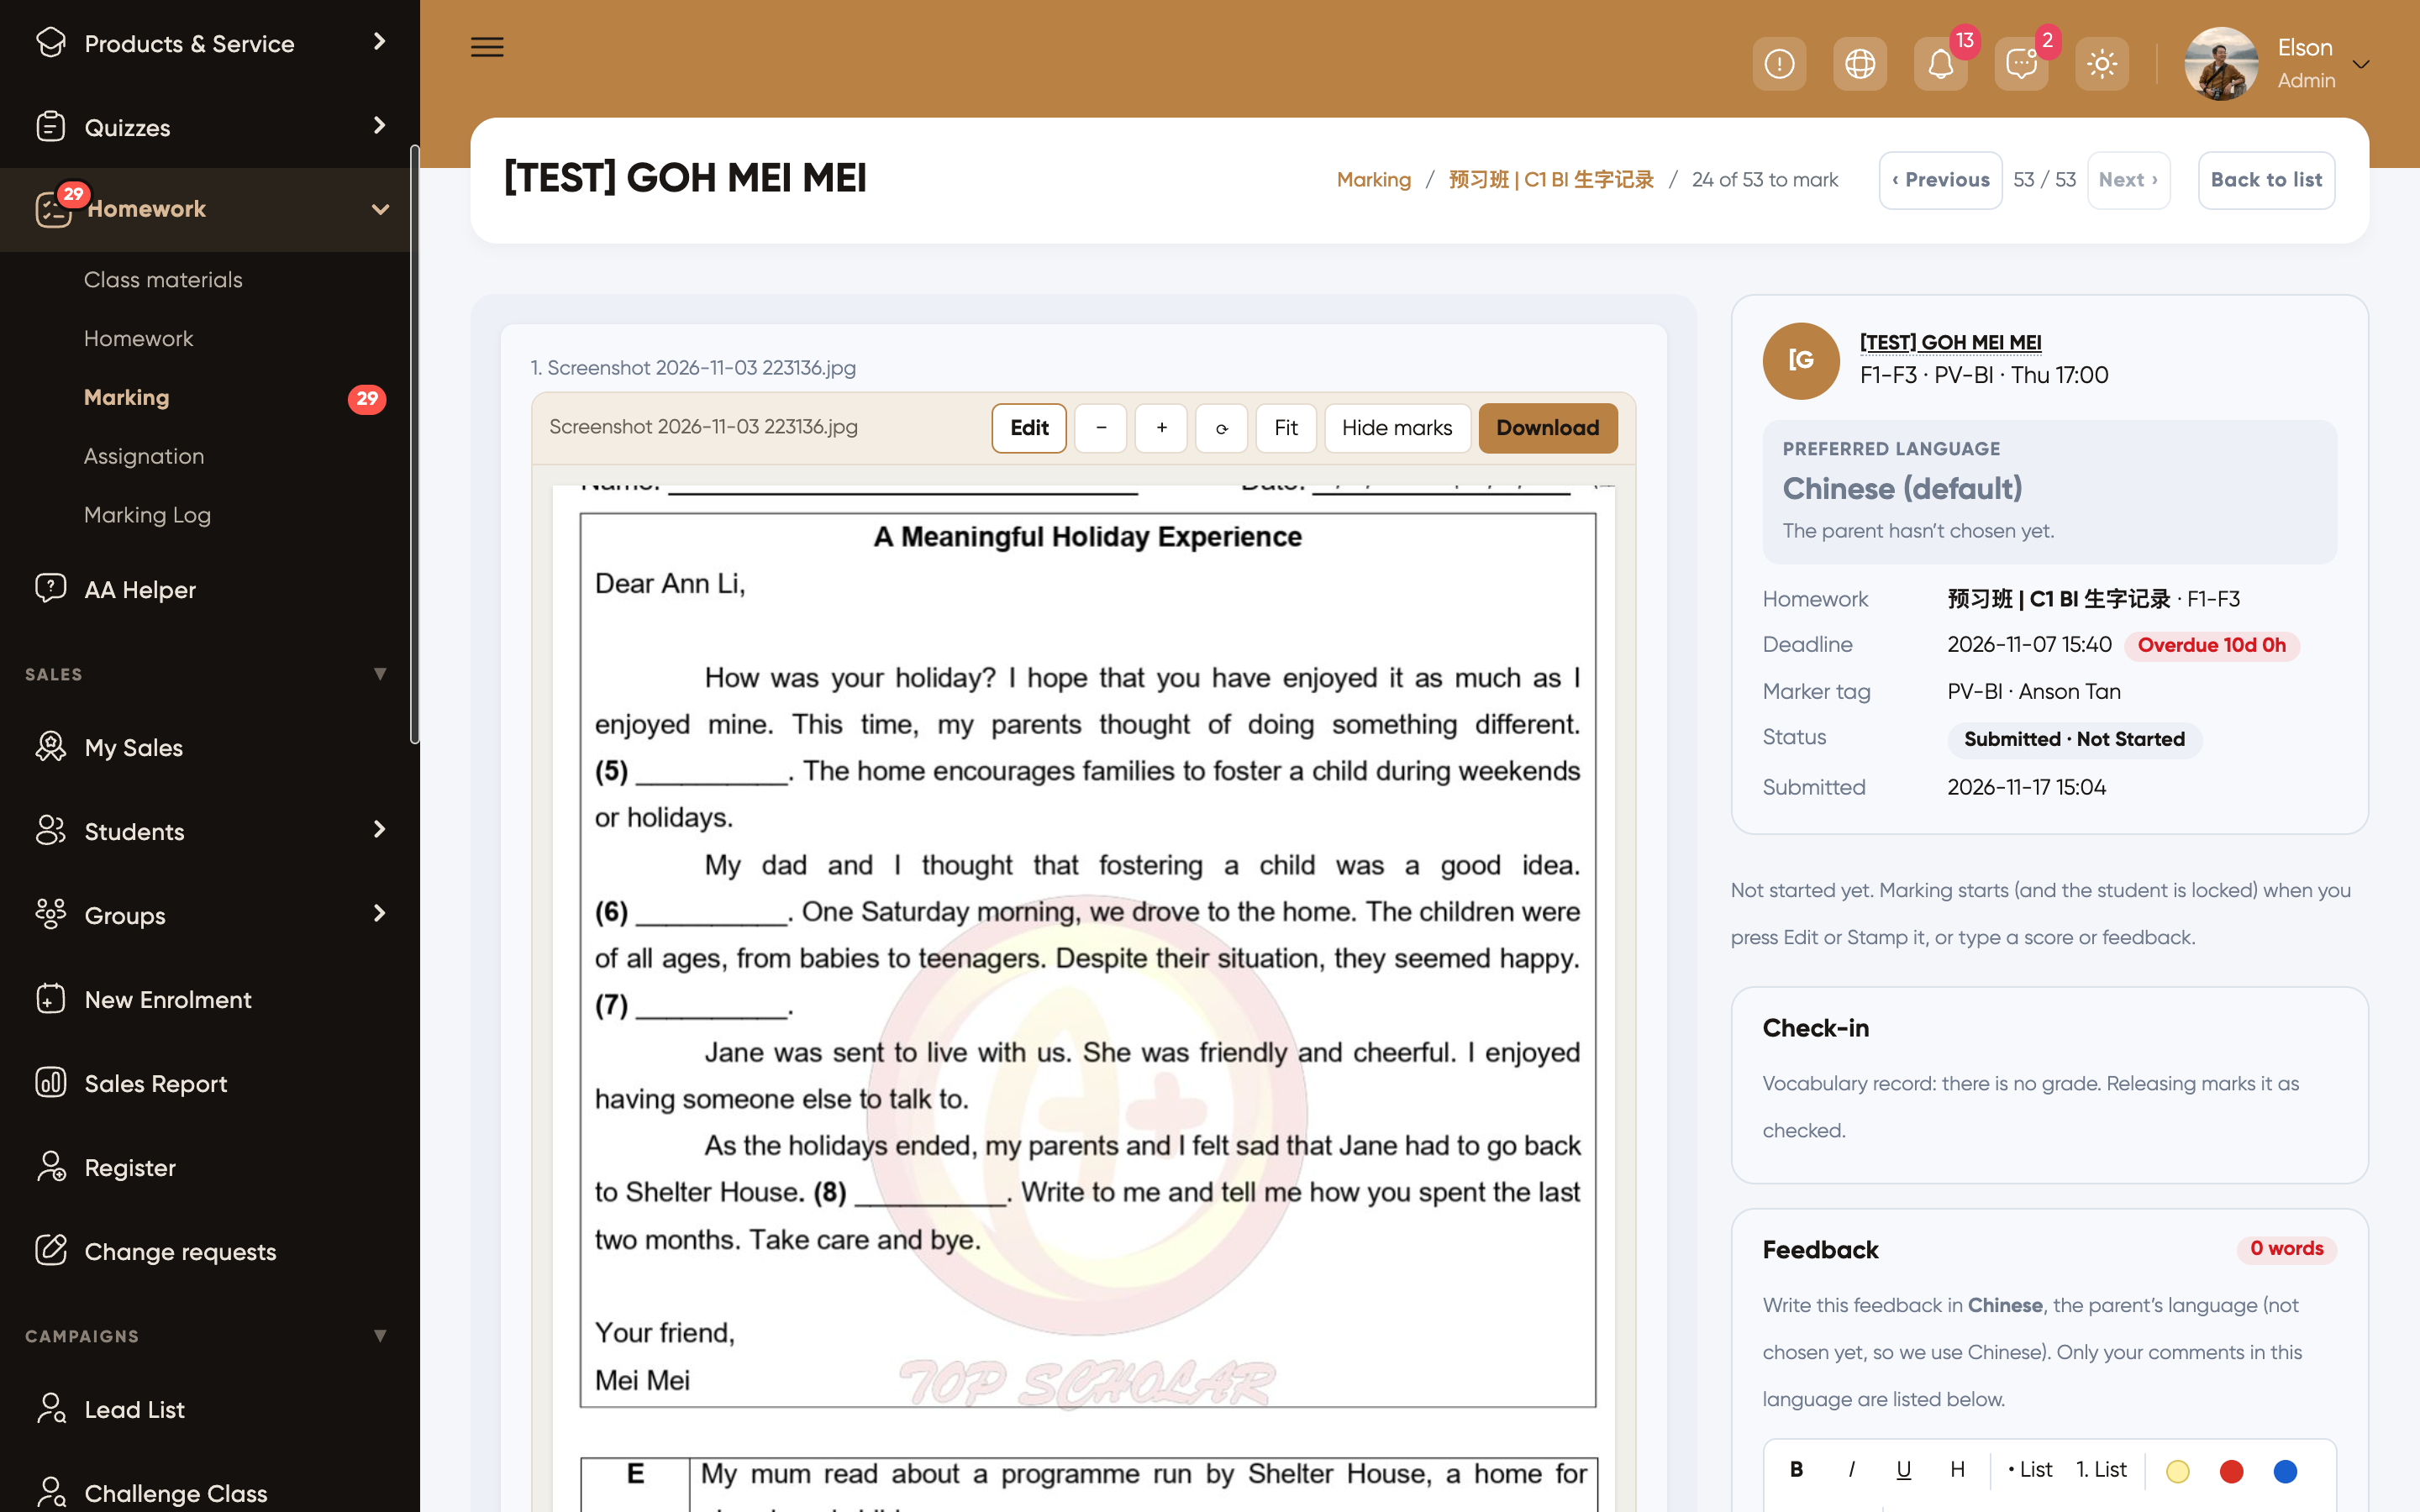 Products & Service
Quizzes
29
Homework
Class materials
Homework
Marking 29
Assignation
Marking Log
AA Helper
SALES
My Sales
Students
Groups
New Enrolment
Sales Report
Register
Change requests
CAMPAIGNS
Lead List
Challenge Class
13
2
Elson
Admin
[TEST] GOH MEI MEI
Marking / 预习班 | C1 BI 生字记录 / 24 of 53 to mark
‹ Previous 53 / 53 Next › Back to list
1. Screenshot 2026-11-03 223136.jpg
Screenshot 2026-11-03 223136.jpg
Edit − + Fit Hide marks Download
Name: Date:
A Meaningful Holiday Experience
Dear Ann Li,
How was your holiday? I hope that you have enjoyed it as much as I
enjoyed mine. This time, my parents thought of doing something different.
(5) __________. The home encourages families to foster a child during weekends
or holidays.
My dad and I thought that fostering a child was a good idea.
(6) __________. One Saturday morning, we drove to the home. The children were
of all ages, from babies to teenagers. Despite their situation, they seemed happy.
(7) __________.
Jane was sent to live with us. She was friendly and cheerful. I enjoyed
having someone else to talk to.
As the holidays ended, my parents and I felt sad that Jane had to go back
to Shelter House. (8) __________. Write to me and tell me how you spent the last
two months. Take care and bye.
Your friend,
Mei Mei
TOP SCHOLAR
E My mum read about a programme run by Shelter House, a home for
[G
[TEST] GOH MEI MEI
F1-F3 · PV-BI · Thu 17:00
PREFERRED LANGUAGE
Chinese (default)
The parent hasn’t chosen yet.
Homework 预习班 | C1 BI 生字记录 · F1-F3
Deadline 2026-11-07 15:40 Overdue 10d 0h
Marker tag PV-BI · Anson Tan
Status Submitted · Not Started
Submitted 2026-11-17 15:04
Not started yet. Marking starts (and the student is locked) when you
press Edit or Stamp it, or type a score or feedback.
Check-in
Vocabulary record: there is no grade. Releasing marks it as
checked.
Feedback 0 words
Write this feedback in Chinese, the parent’s language (not
chosen yet, so we use Chinese). Only your comments in this
language are listed below.
B I U H • List 1. List